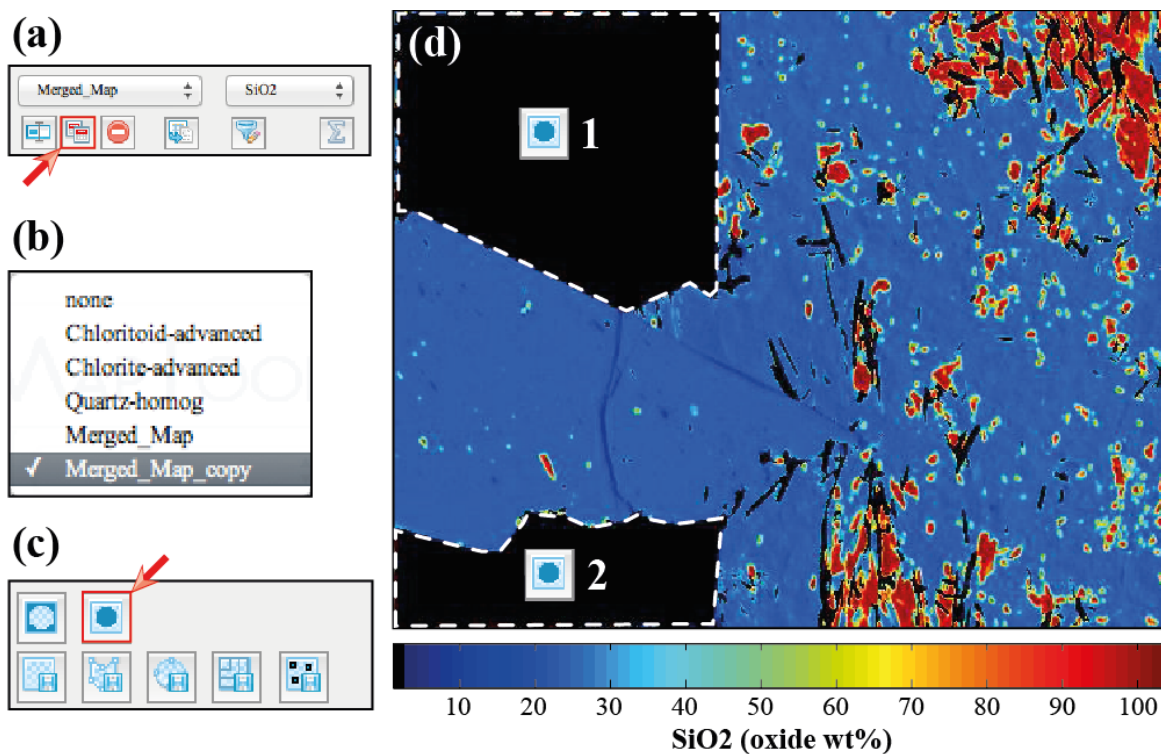 (a)
Merged_Map
SiO2
Σ
(b)
none
Chloritoid-advanced
Chlorite-advanced
Quartz-homog
Merged_Map
✓ Merged_Map_copy
(c)
(d)
1
2
10 20 30 40 50 60 70 80 90 100
SiO2 (oxide wt%)